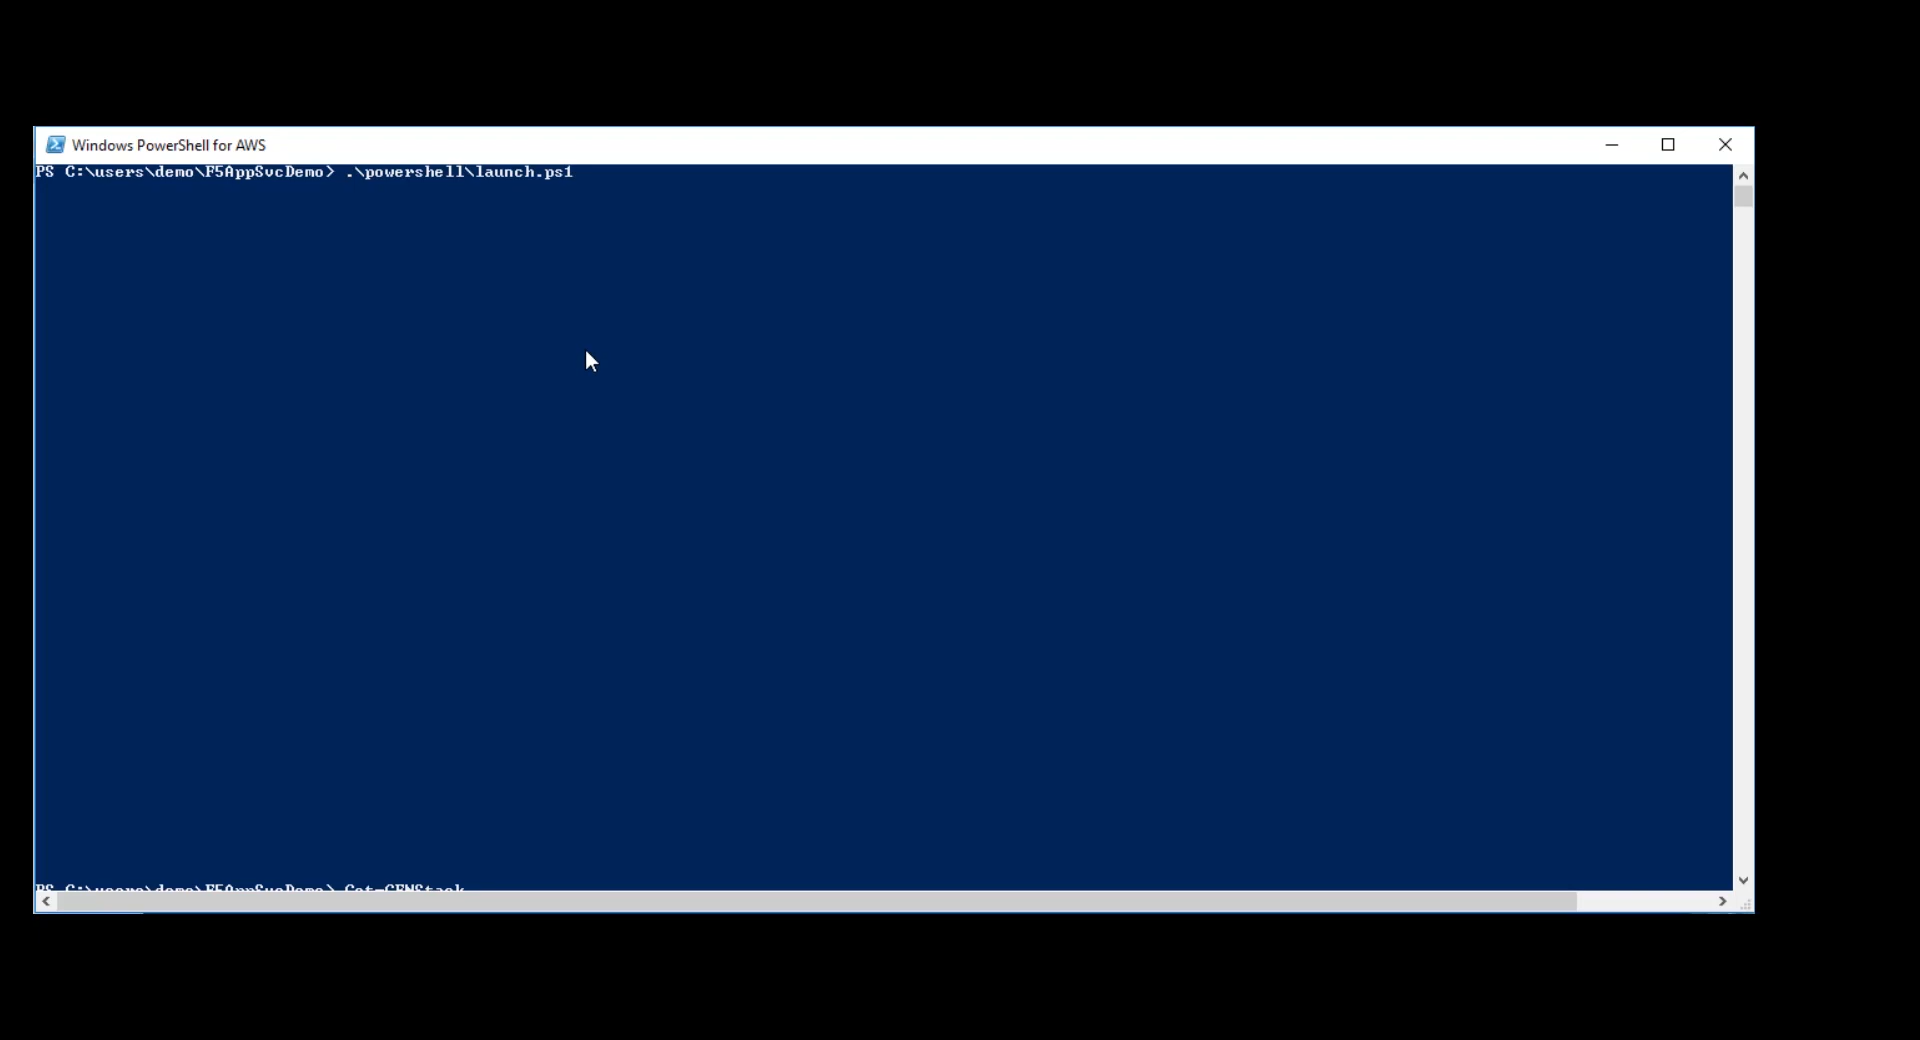 Windows PowerShell for AWS
PS C:\users\demo\F5AppSvcDemo> .\powershell\launch.ps1
PS C:\users\demo\F5AppSvcDemo> Get-CFNStack